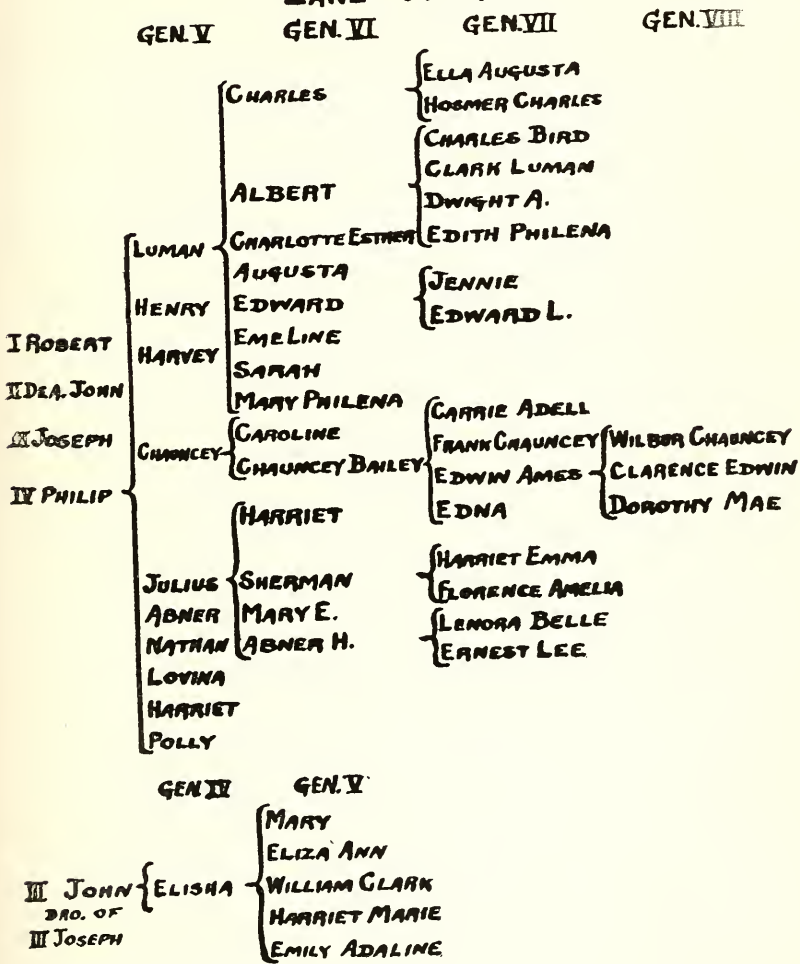 GEN. V GEN. VI GEN. VII GEN. VIII
CHARLES
ELLA AUGUSTA
HOSMER CHARLES
CHARLES BIRD
CLARK LUMAN
ALBERT
DWIGHT A.
CHARLOTTE ESTHER
EDITH PHILENA
LUMAN
AUGUSTA
JENNIE
HENRY
EDWARD
EDWARD L.
EMELINE
I ROBERT
HARVEY
SARAH
II DEA. JOHN
MARY PHILENA
CARRIE ADELL
CAROLINE
FRANK CHAUNCEY
WILBUR CHAUNCEY
III JOSEPH
CHAUNCEY
CHAUNCEY BAILEY
EDWIN AMES
CLARENCE EDWIN
IV PHILIP
EDNA
DOROTHY MAE
HARRIET
HARRIET EMMA
JULIUS
SHERMAN
FLORENCE AMELIA
ABNER
MARY E.
LENORA BELLE
NATHAN
ABNER H.
ERNEST LEE
LOVINA
HARRIET
POLLY
GEN IV GEN. V
MARY
ELIZA ANN
III JOHN
ELISHA
WILLIAM CLARK
BRO. OF
HARRIET MARIE
III JOSEPH
EMILY ADALINE